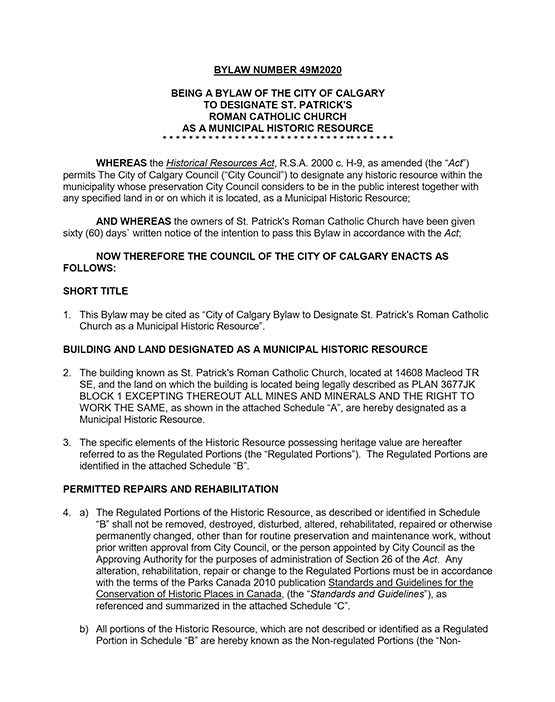 BYLAW NUMBER 49M2020
BEING A BYLAW OF THE CITY OF CALGARY
TO DESIGNATE ST. PATRICK'S
ROMAN CATHOLIC CHURCH
AS A MUNICIPAL HISTORIC RESOURCE
* * * * * * * * * * * * * * * * * * * * * * * * * * * * * * * * * * *
WHEREAS the Historical Resources Act, R.S.A. 2000 c. H-9, as amended (the “Act”)
permits The City of Calgary Council (“City Council”) to designate any historic resource within the
municipality whose preservation City Council considers to be in the public interest together with
any specified land in or on which it is located, as a Municipal Historic Resource;
AND WHEREAS the owners of St. Patrick's Roman Catholic Church have been given
sixty (60) days` written notice of the intention to pass this Bylaw in accordance with the Act;
NOW THEREFORE THE COUNCIL OF THE CITY OF CALGARY ENACTS AS
FOLLOWS:
SHORT TITLE
1. This Bylaw may be cited as “City of Calgary Bylaw to Designate St. Patrick's Roman Catholic
Church as a Municipal Historic Resource”.
BUILDING AND LAND DESIGNATED AS A MUNICIPAL HISTORIC RESOURCE
2. The building known as St. Patrick's Roman Catholic Church, located at 14608 Macleod TR
SE, and the land on which the building is located being legally described as PLAN 3677JK
BLOCK 1 EXCEPTING THEREOUT ALL MINES AND MINERALS AND THE RIGHT TO
WORK THE SAME, as shown in the attached Schedule “A”, are hereby designated as a
Municipal Historic Resource.
3. The specific elements of the Historic Resource possessing heritage value are hereafter
referred to as the Regulated Portions (the “Regulated Portions”). The Regulated Portions are
identified in the attached Schedule “B”.
PERMITTED REPAIRS AND REHABILITATION
4. a) The Regulated Portions of the Historic Resource, as described or identified in Schedule
“B” shall not be removed, destroyed, disturbed, altered, rehabilitated, repaired or otherwise
permanently changed, other than for routine preservation and maintenance work, without
prior written approval from City Council, or the person appointed by City Council as the
Approving Authority for the purposes of administration of Section 26 of the Act. Any
alteration, rehabilitation, repair or change to the Regulated Portions must be in accordance
with the terms of the Parks Canada 2010 publication Standards and Guidelines for the
Conservation of Historic Places in Canada, (the “Standards and Guidelines”), as
referenced and summarized in the attached Schedule “C”.
b) All portions of the Historic Resource, which are not described or identified as a Regulated
Portion in Schedule “B” are hereby known as the Non-regulated Portions (the “Non-